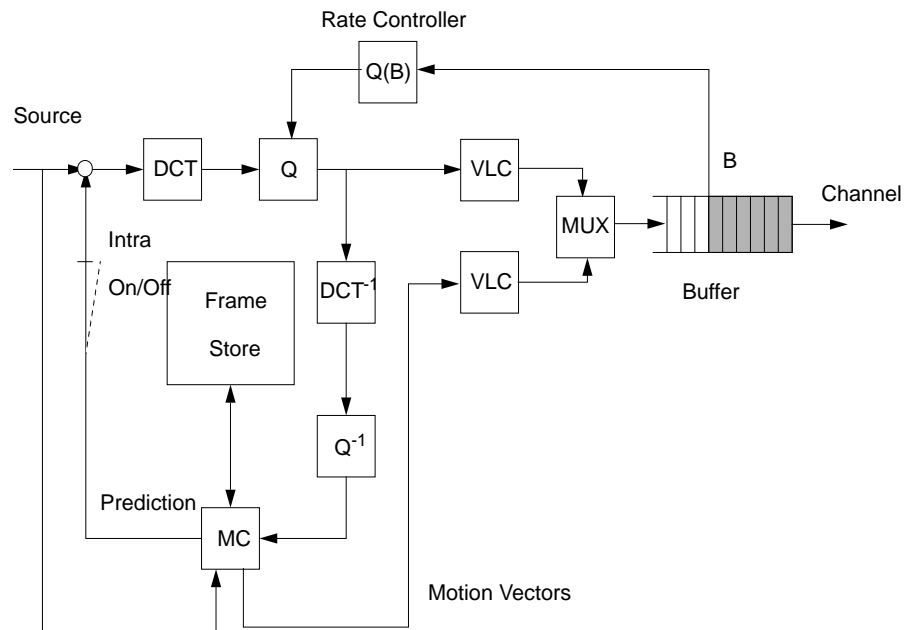 Rate Controller
Q(B)
Source
DCT
Q
VLC
B
Channel
MUX
Intra
On/Off
Frame
Store
DCT-1
VLC
Buffer
Q-1
Prediction
MC
Motion Vectors